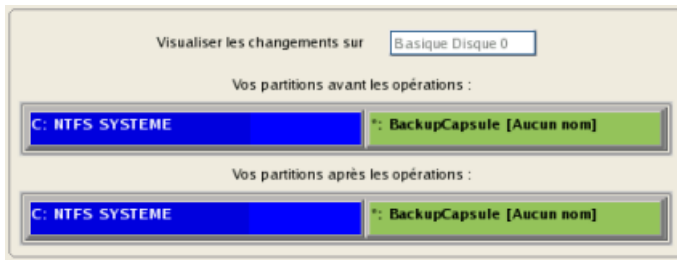 Visualiser les changements sur Basique Disque 0
Vos partitions avant les opérations :
C: NTFS SYSTEME *: BackupCapsule [Aucun nom]
Vos partitions après les opérations :
C: NTFS SYSTEME *: BackupCapsule [Aucun nom]